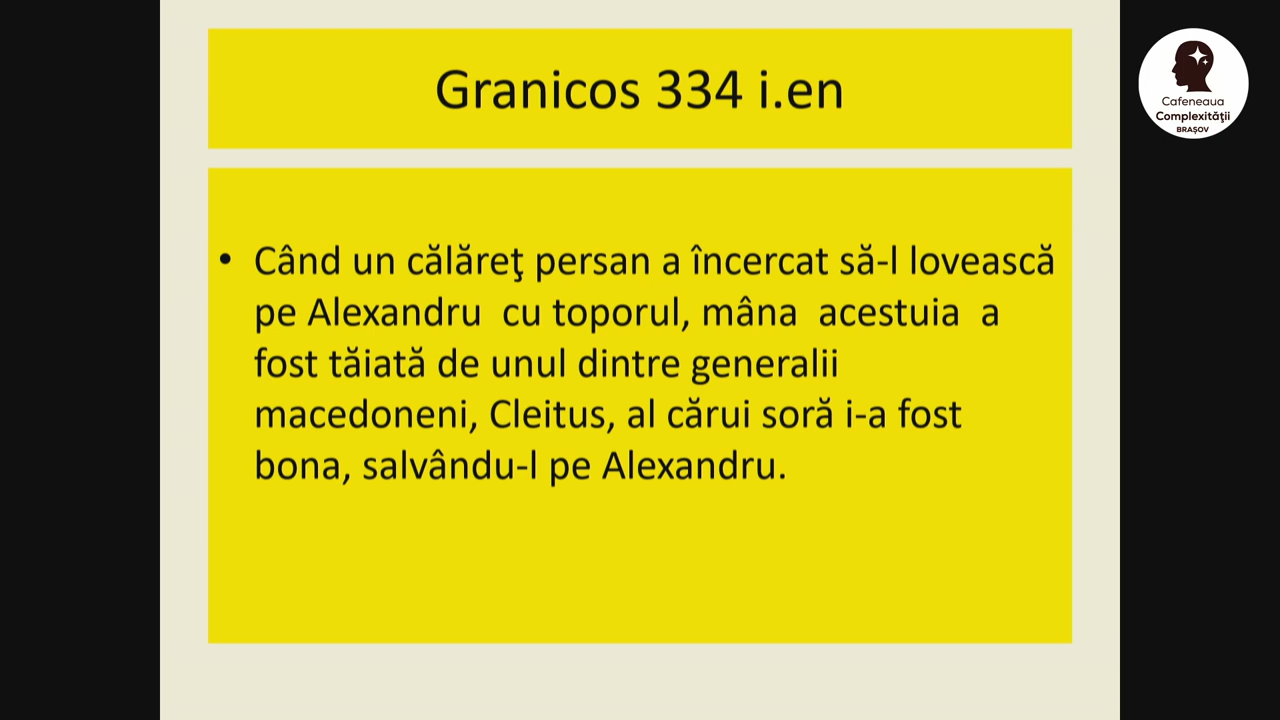 Granicos 334 i.en
Cafeneaua
Complexităţii
BRAŞOV
• Când un călăreţ persan a încercat să-l lovească
pe Alexandru cu toporul, mâna acestuia a
fost tăiată de unul dintre generalii
macedoneni, Cleitus, al cărui soră i-a fost
bona, salvându-l pe Alexandru.